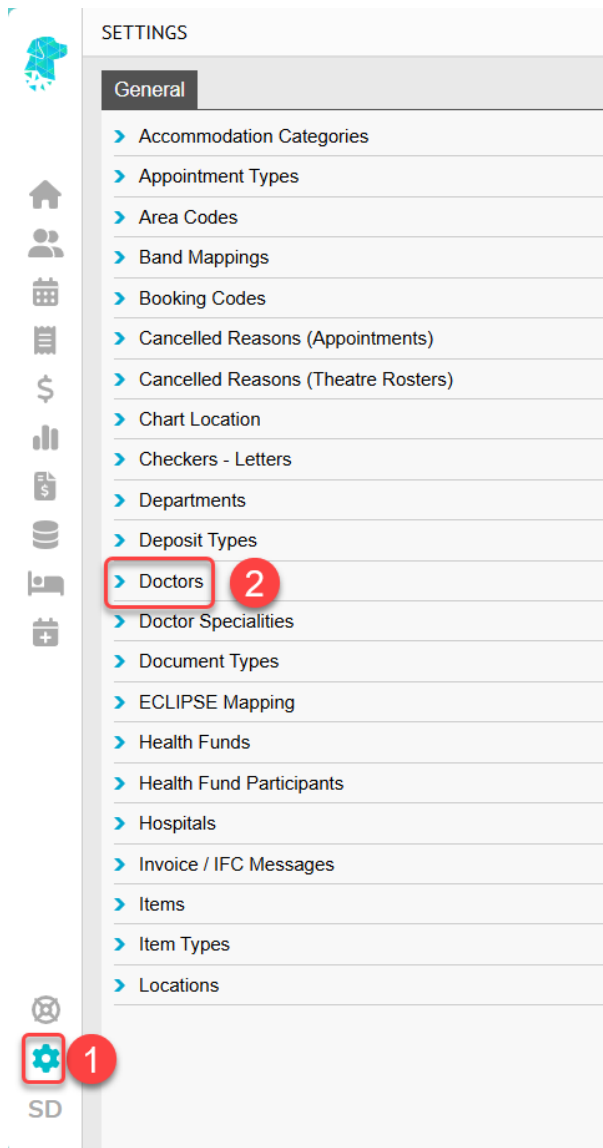 SETTINGS
General
Accommodation Categories
Appointment Types
Area Codes
Band Mappings
Booking Codes
Cancelled Reasons (Appointments)
Cancelled Reasons (Theatre Rosters)
Chart Location
Checkers - Letters
Departments
Deposit Types
Doctors 2
Doctor Specialities
Document Types
ECLIPSE Mapping
Health Funds
Health Fund Participants
Hospitals
Invoice / IFC Messages
Items
Item Types
Locations
1
SD